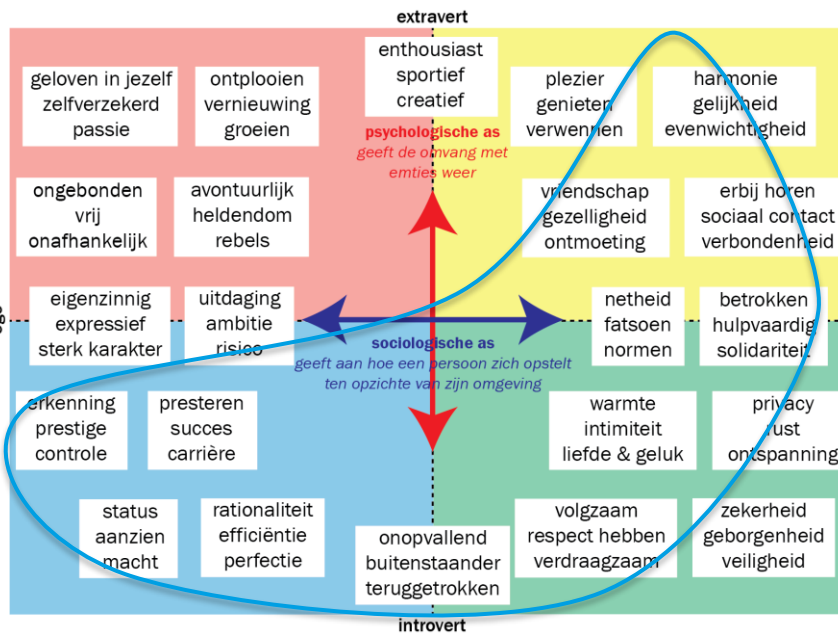 extravert
enthousiast
sportief
creatief
geloven in jezelf
zelfverzekerd
passie
ontplooien
vernieuwing
groeien
plezier
genieten
verwennen
harmonie
gelijkheid
evenwichtigheid
psychologische as
geeft de omvang met
emties weer
ongebonden
vrij
onafhankelijk
avontuurlijk
heldendom
rebels
vriendschap
gezelligheid
ontmoeting
erbij horen
sociaal contact
verbondenheid
eigenzinnig
expressief
sterk karakter
uitdaging
ambitie
risico
netheid
fatsoen
normen
betrokken
hulpvaardig
solidariteit
sociologische as
geeft aan hoe een persoon zich opstelt
ten opzichte van zijn omgeving
erkenning
prestige
controle
presteren
succes
carrière
warmte
intimiteit
liefde & geluk
privacy
rust
ontspanning
status
aanzien
macht
rationaliteit
efficiëntie
perfectie
onopvallend
buitenstaander
teruggetrokken
volgzaam
respect hebben
verdraagzaam
zekerheid
geborgenheid
veiligheid
introvert